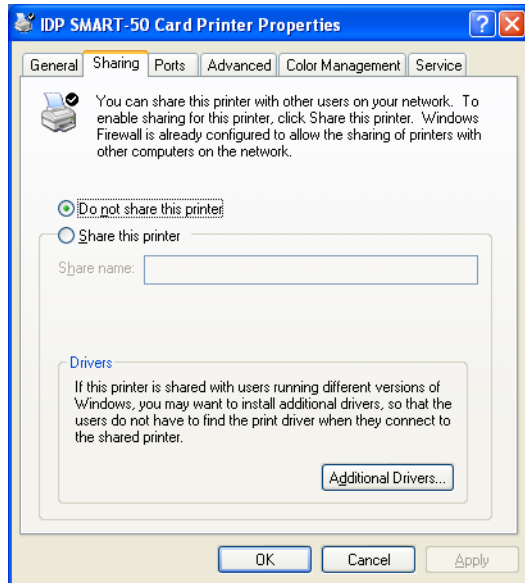 IDP SMART-50 Card Printer Properties
General Sharing Ports Advanced Color Management Service
You can share this printer with other users on your network. To
enable sharing for this printer, click Share this printer. Windows
Firewall is already configured to allow the sharing of printers with
other computers on the network.
Do not share this printer
Share this printer
Share name:
Drivers
If this printer is shared with users running different versions of
Windows, you may want to install additional drivers, so that the
users do not have to find the print driver when they connect to
the shared printer.
Additional Drivers...
OK Cancel Apply